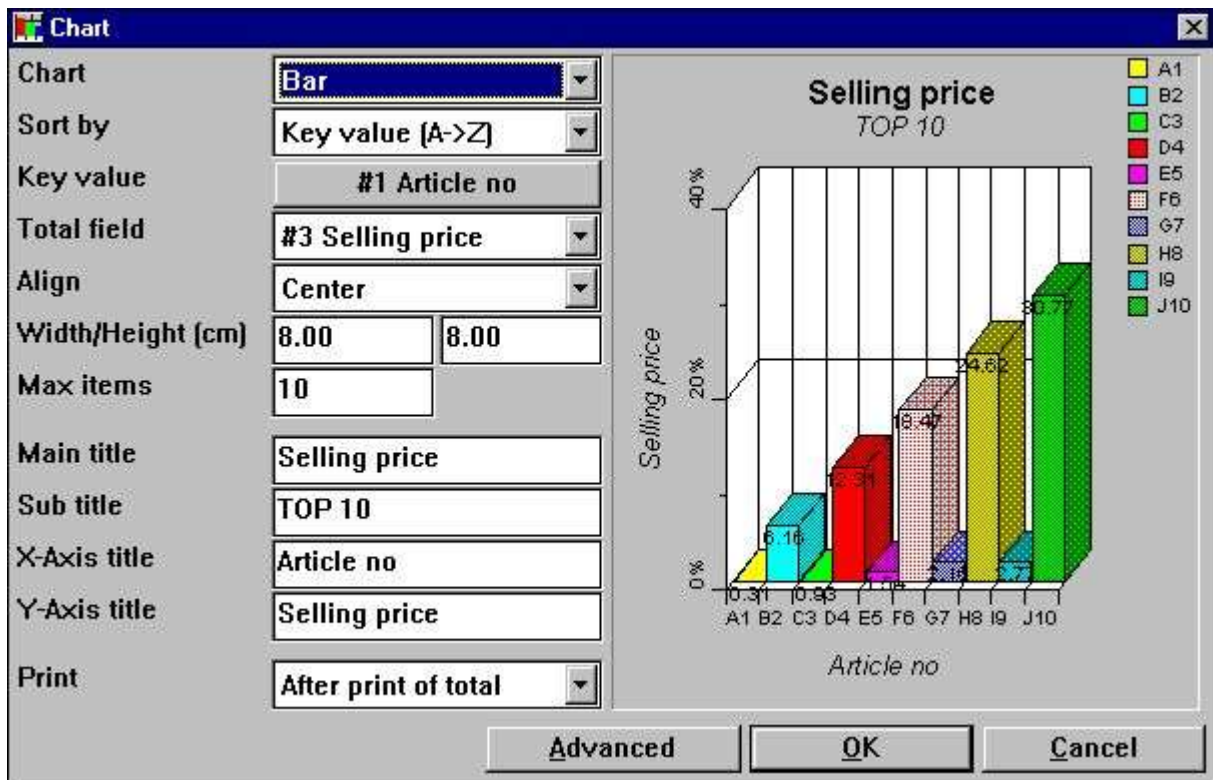 Chart
Chart Bar
Sort by Key value (A->Z)
Key value #1 Article no
Total field #3 Selling price
Align Center
Width/Height (cm) 8.00 8.00
Max items 10
Main title Selling price
Sub title TOP 10
X-Axis title Article no
Y-Axis title Selling price
Print After print of total
Selling price
TOP 10
A1
B2
C3
D4
E5
F6
G7
H8
I9
J10
Selling price
40%
20%
0%
0.31
6.16
0.93
12.31
18.47
24.62
30.77
A1 B2 C3 D4 E5 F6 G7 H8 I9 J10
Article no
Advanced OK Cancel